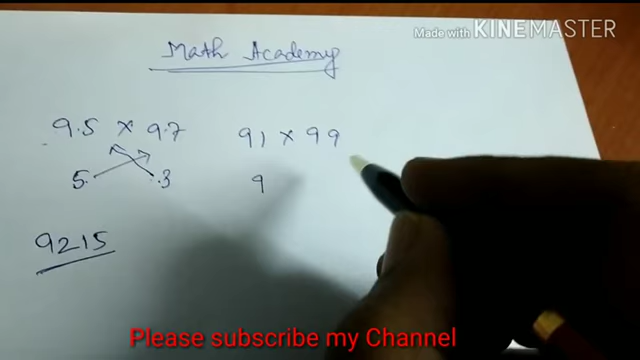 Made with KINEMASTER
Math Academy
9.5 × 9.7 91 × 99
5. .3 9
9215
Please subscribe my Channel